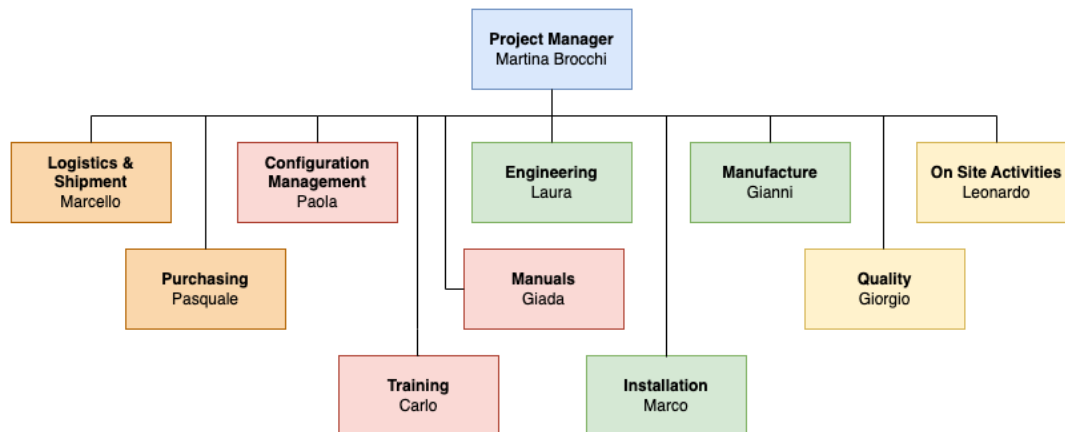 Project Manager
Martina Brocchi
Logistics &
Shipment
Marcello
Configuration
Management
Paola
Engineering
Laura
Manufacture
Gianni
On Site Activities
Leonardo
Purchasing
Pasquale
Manuals
Giada
Quality
Giorgio
Training
Carlo
Installation
Marco